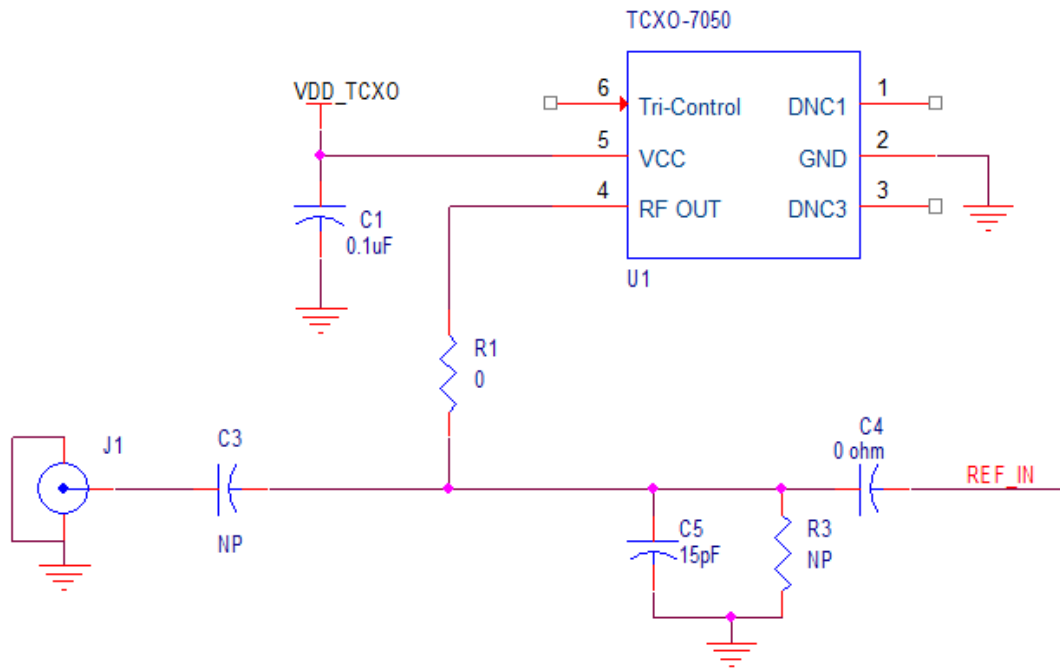 TCXO-7050
VDD_TCXO
6
Tri-Control
DNC1
1
5
VCC
GND
2
4
RF OUT
DNC3
3
C1
0.1uF
U1
R1
0
J1
C3
NP
C4
0 ohm
REF_IN
C5
15pF
R3
NP